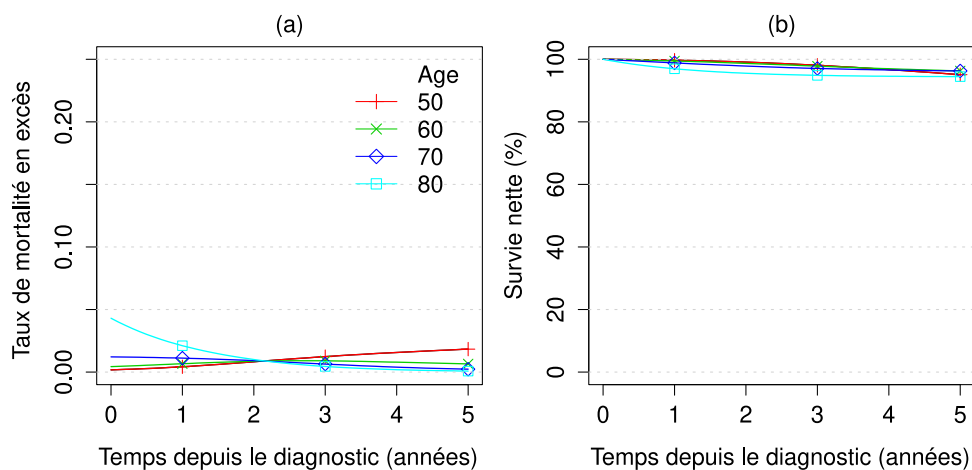 (a)
Taux de mortalité en excès
0.20
0.10
0.00
Age
50
60
70
80
0 1 2 3 4 5
Temps depuis le diagnostic (années)
(b)
Survie nette (%)
100
80
60
40
20
0
0 1 2 3 4 5
Temps depuis le diagnostic (années)